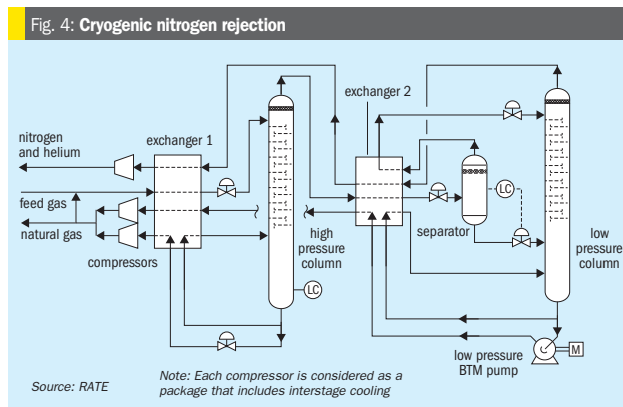 Fig. 4: Cryogenic nitrogen rejection
exchanger 2
nitrogen
and helium
exchanger 1
feed gas
natural gas
compressors
high
pressure
column
LC
separator
LC
low
pressure
column
low pressure
BTM pump
M
Source: RATE
Note: Each compressor is considered as a
package that includes interstage cooling